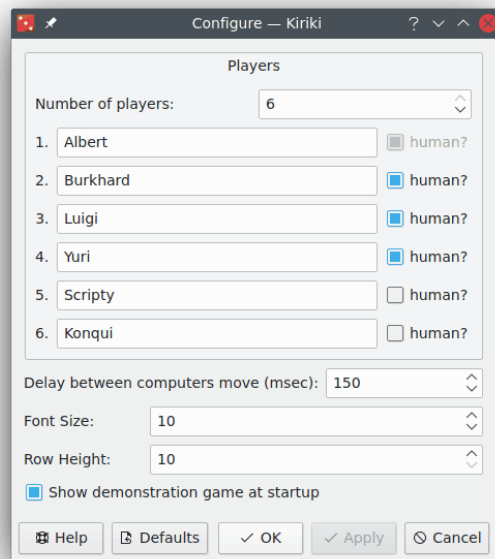 Configure — Kiriki
Players
Number of players: 6
1. Albert human?
2. Burkhard human?
3. Luigi human?
4. Yuri human?
5. Scripty human?
6. Konqui human?
Delay between computers move (msec): 150
Font Size: 10
Row Height: 10
Show demonstration game at startup
Help Defaults OK Apply Cancel